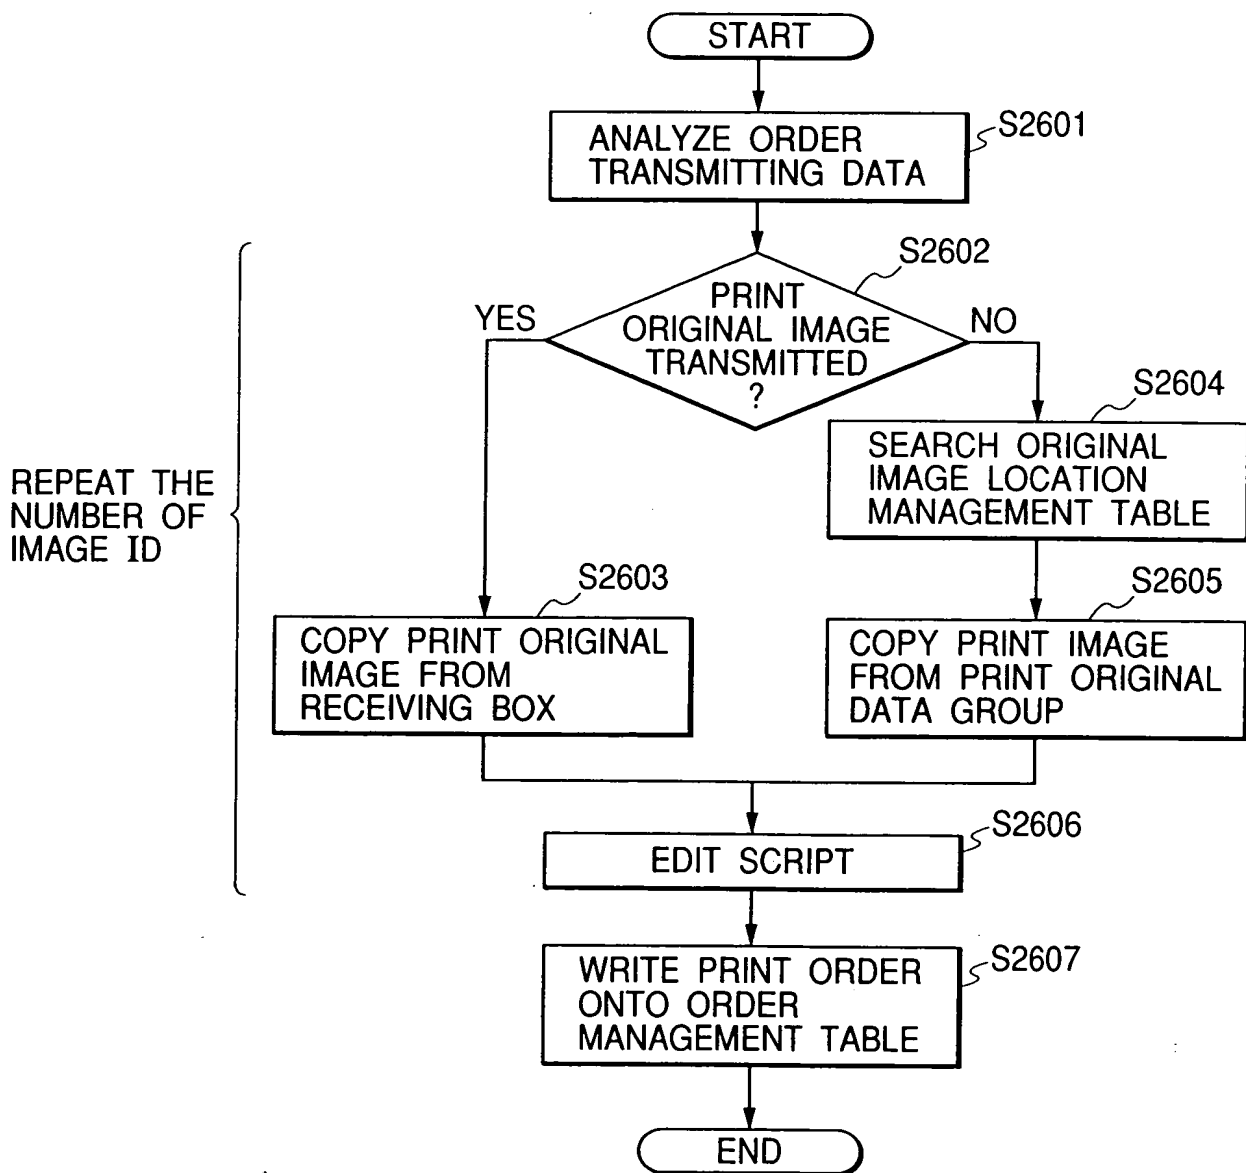 START
S2601
ANALYZE ORDER
TRANSMITTING DATA
S2602
PRINT
ORIGINAL IMAGE
TRANSMITTED
?
YES
NO
S2604
SEARCH ORIGINAL
IMAGE LOCATION
MANAGEMENT TABLE
REPEAT THE
NUMBER OF
IMAGE ID
S2603
COPY PRINT ORIGINAL
IMAGE FROM
RECEIVING BOX
S2605
COPY PRINT IMAGE
FROM PRINT ORIGINAL
DATA GROUP
S2606
EDIT SCRIPT
S2607
WRITE PRINT ORDER
ONTO ORDER
MANAGEMENT TABLE
END